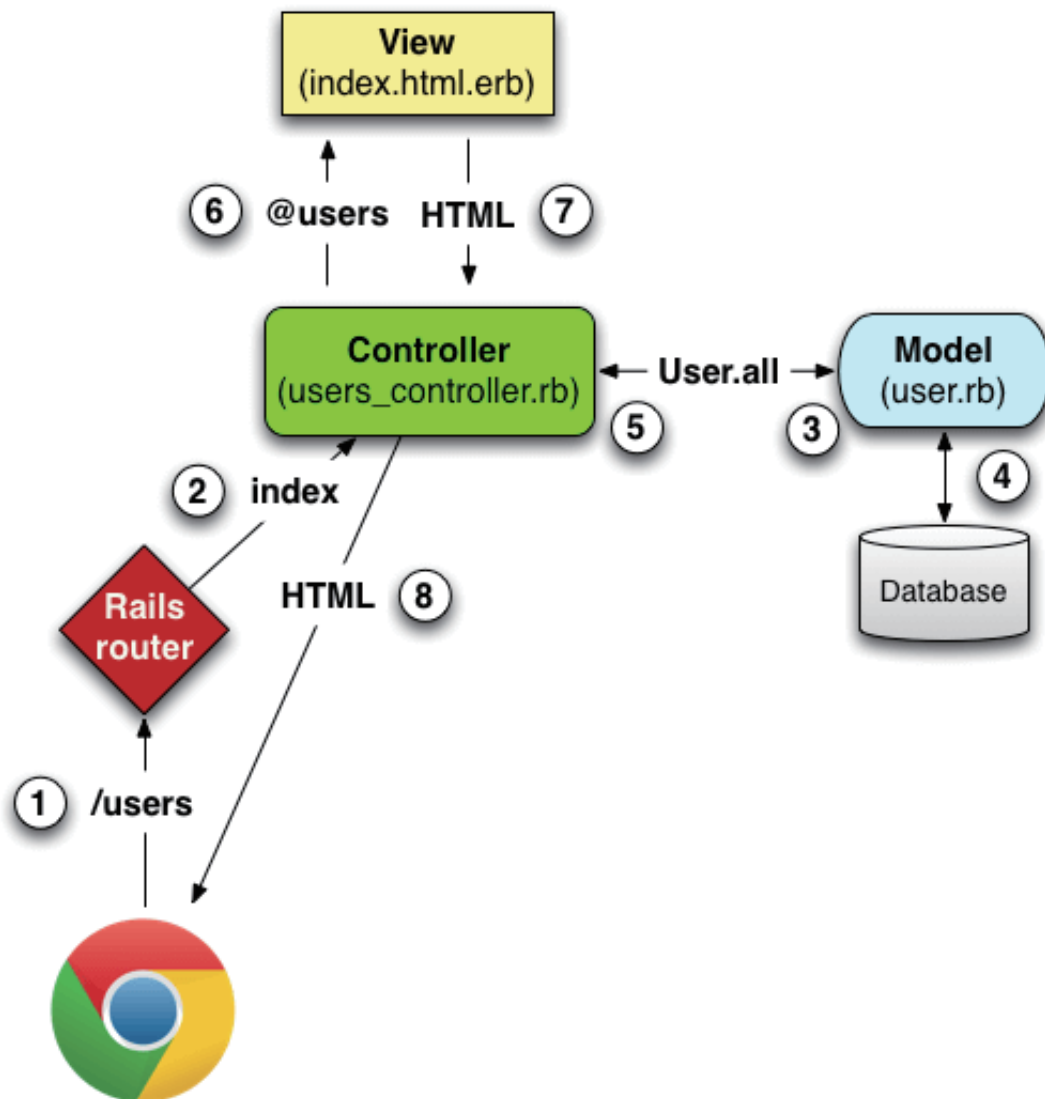 View
(index.html.erb)
6 @users HTML 7
Controller
(users_controller.rb)
User.all
Model
(user.rb)
5
3
4
2 index
Database
HTML 8
Rails
router
1 /users